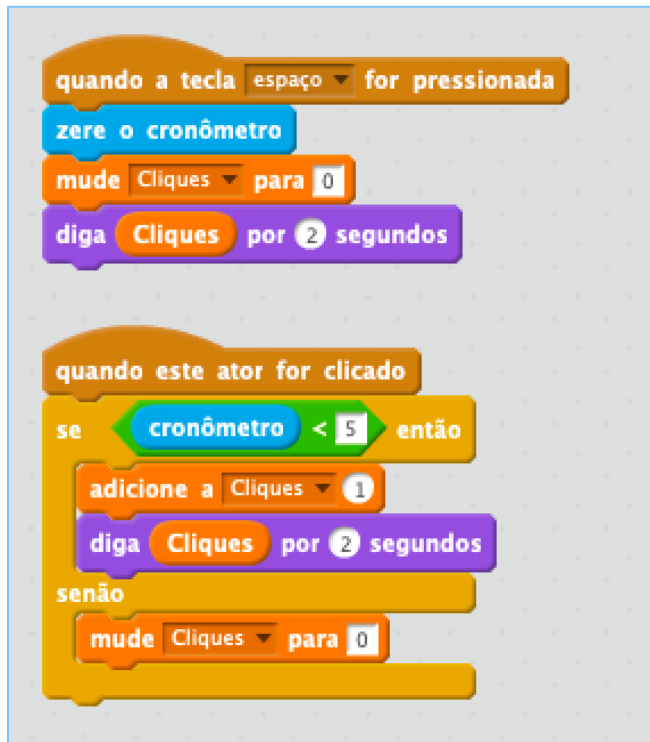 quando a tecla espaço for pressionada
zere o cronômetro
mude Cliques para 0
diga Cliques por 2 segundos
quando este ator for clicado
se cronômetro < 5 então
adicione a Cliques 1
diga Cliques por 2 segundos
senão
mude Cliques para 0